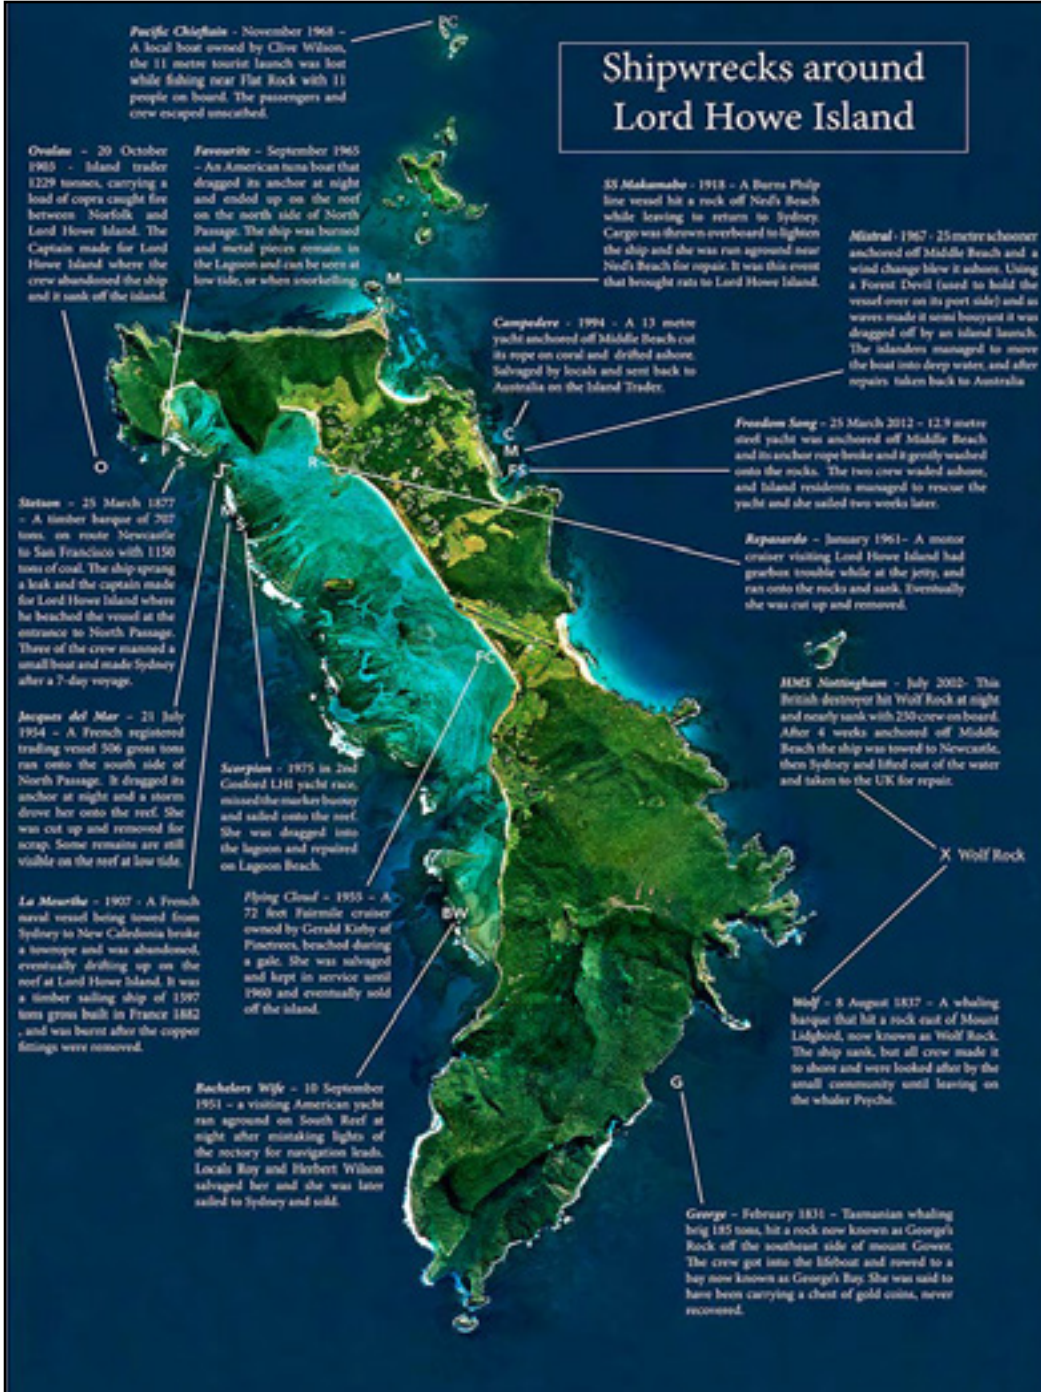 Shipwrecks around
Lord Howe Island
PC
Pacific Chieftain - November 1968 –
A local boat owned by Clive Wilson,
the 11 metre tourist launch was lost
while fishing near Flat Rock with 11
people on board. The passengers and
crew escaped unscathed.
Ovalau – 20 October
1903 - Island trader
1229 tonnes, carrying a
load of copra caught fire
between Norfolk and
Lord Howe Island. The
Captain made for Lord
Howe Island where the
crew abandoned the ship
and it sank off the island.
Favourite – September 1965
– An American tuna boat that
dragged its anchor at night
and ended up on the reef
on the north side of North
Passage. The ship was burned
and metal pieces remain in
the Lagoon and can be seen at
low tide, or when snorkelling.
SS Makambo - 1918 – A Burns Philp
line vessel hit a rock off Ned's Beach
while leaving to return to Sydney.
Cargo was thrown overboard to lighten
the ship and she was run aground near
Ned's Beach for repair. It was this event
that brought rats to Lord Howe Island.
M
Mistral - 1967 - 25 metre schooner
anchored off Middle Beach and a
wind change blew it ashore. Using
a Forest Devil (used to hold the
vessel over on its port side) and as
waves made it semi bouyant it was
dragged off by an island launch.
The islanders managed to move
the boat into deep water, and after
repairs taken back to Australia
Campedere - 1994 - A 13 metre
yacht anchored off Middle Beach cut
its rope on coral and drifted ashore.
Salvaged by locals and sent back to
Australia on the Island Trader.
C
M
FS
Freedom Song – 25 March 2012 – 12.9 metre
steel yacht was anchored off Middle Beach
and its anchor rope broke and it gently washed
onto the rocks. The two crew waded ashore,
and Island residents managed to rescue the
yacht and she sailed two weeks later.
O
F
S
J
R
S
Stetson – 25 March 1877
– A timber barque of 707
tons, on route Newcastle
to San Francisco with 1150
tons of coal. The ship sprang
a leak and the captain made
for Lord Howe Island where
he beached the vessel at the
entrance to North Passage.
Three of the crew manned a
small boat and made Sydney
after a 7-day voyage.
– January 1961– A motor
cruiser visiting Lord Howe Island had
gearbox trouble while at the jetty, and
ran onto the rocks and sank. Eventually
she was cut up and removed.
FC
HMS Nottingham – July 2002- This
British destroyer hit Wolf Rock at night
and nearly sank with 250 crew on board.
After 4 weeks anchored off Middle
Beach the ship was towed to Newcastle,
then Sydney and lifted out of the water
and taken to the UK for repair.
Jacques del Mar – 21 July
1954 – A French registered
trading vessel 506 gross tons
ran onto the south side of
North Passage. It dragged its
anchor at night and a storm
drove her onto the reef. She
was cut up and removed for
scrap. Some remains are still
visible on the reef at low tide.
Scorpion - 1975 in 2nd
Gosford LHI yacht race,
missed the marker buoy
and sailed onto the reef.
She was dragged into
the lagoon and repaired
on Lagoon Beach.
X Wolf Rock
La Meurthe – 1907 - A French
naval vessel being towed from
Sydney to New Caledonia broke
a towrope and was abandoned,
eventually drifting up on the
reef at Lord Howe Island. It was
a timber sailing ship of 1597
tons gross built in France 1882
, and was burnt after the copper
fittings were removed.
Flying Cloud – 1955 – A
72 feet Fairmile cruiser
owned by Gerald Kirby of
Pinetrees, beached during
a gale. She was salvaged
and kept in service until
1960 and eventually sold
off the island.
BW
Wolf – 8 August 1837 – A whaling
barque that hit a rock east of Mount
Lidgbird, now known as Wolf Rock.
The ship sank, but all crew made it
to shore and were looked after by the
small community until leaving on
the whaler Psyche.
Bachelors Wife – 10 September
1951 – a visiting American yacht
ran aground on South Reef at
night after mistaking lights of
the rectory for navigation leads.
Locals Roy and Herbert Wilson
salvaged her and she was later
sailed to Sydney and sold.
G
George – February 1831 – Tasmanian whaling
brig 185 tons, hit a rock now known as George's
Rock off the southeast side of mount Gower.
The crew got into the lifeboat and rowed to a
bay now known as George's Bay. She was said to
have been carrying a chest of gold coins, never
recovered.